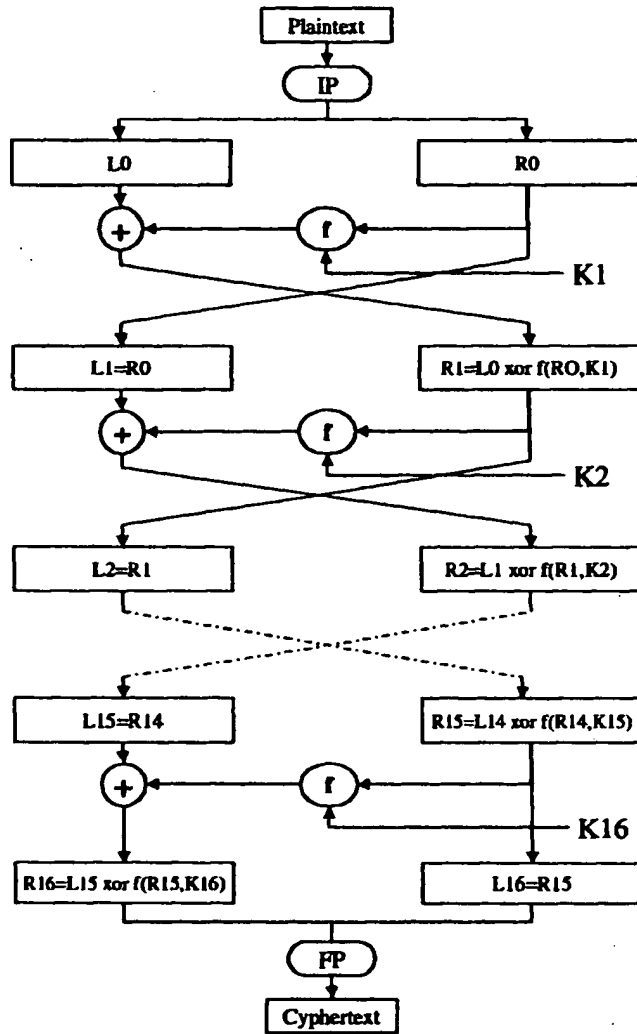 Plaintext
IP
L0
R0
+
f
K1
L1=R0
R1=L0 xor f(RO,K1)
+
f
K2
L2=R1
R2=L1 xor f(R1,K2)
L15=R14
R15=L14 xor f(R14,K15)
+
f
K16
R16=L15 xor f(R15,K16)
L16=R15
FP
Cyphertext